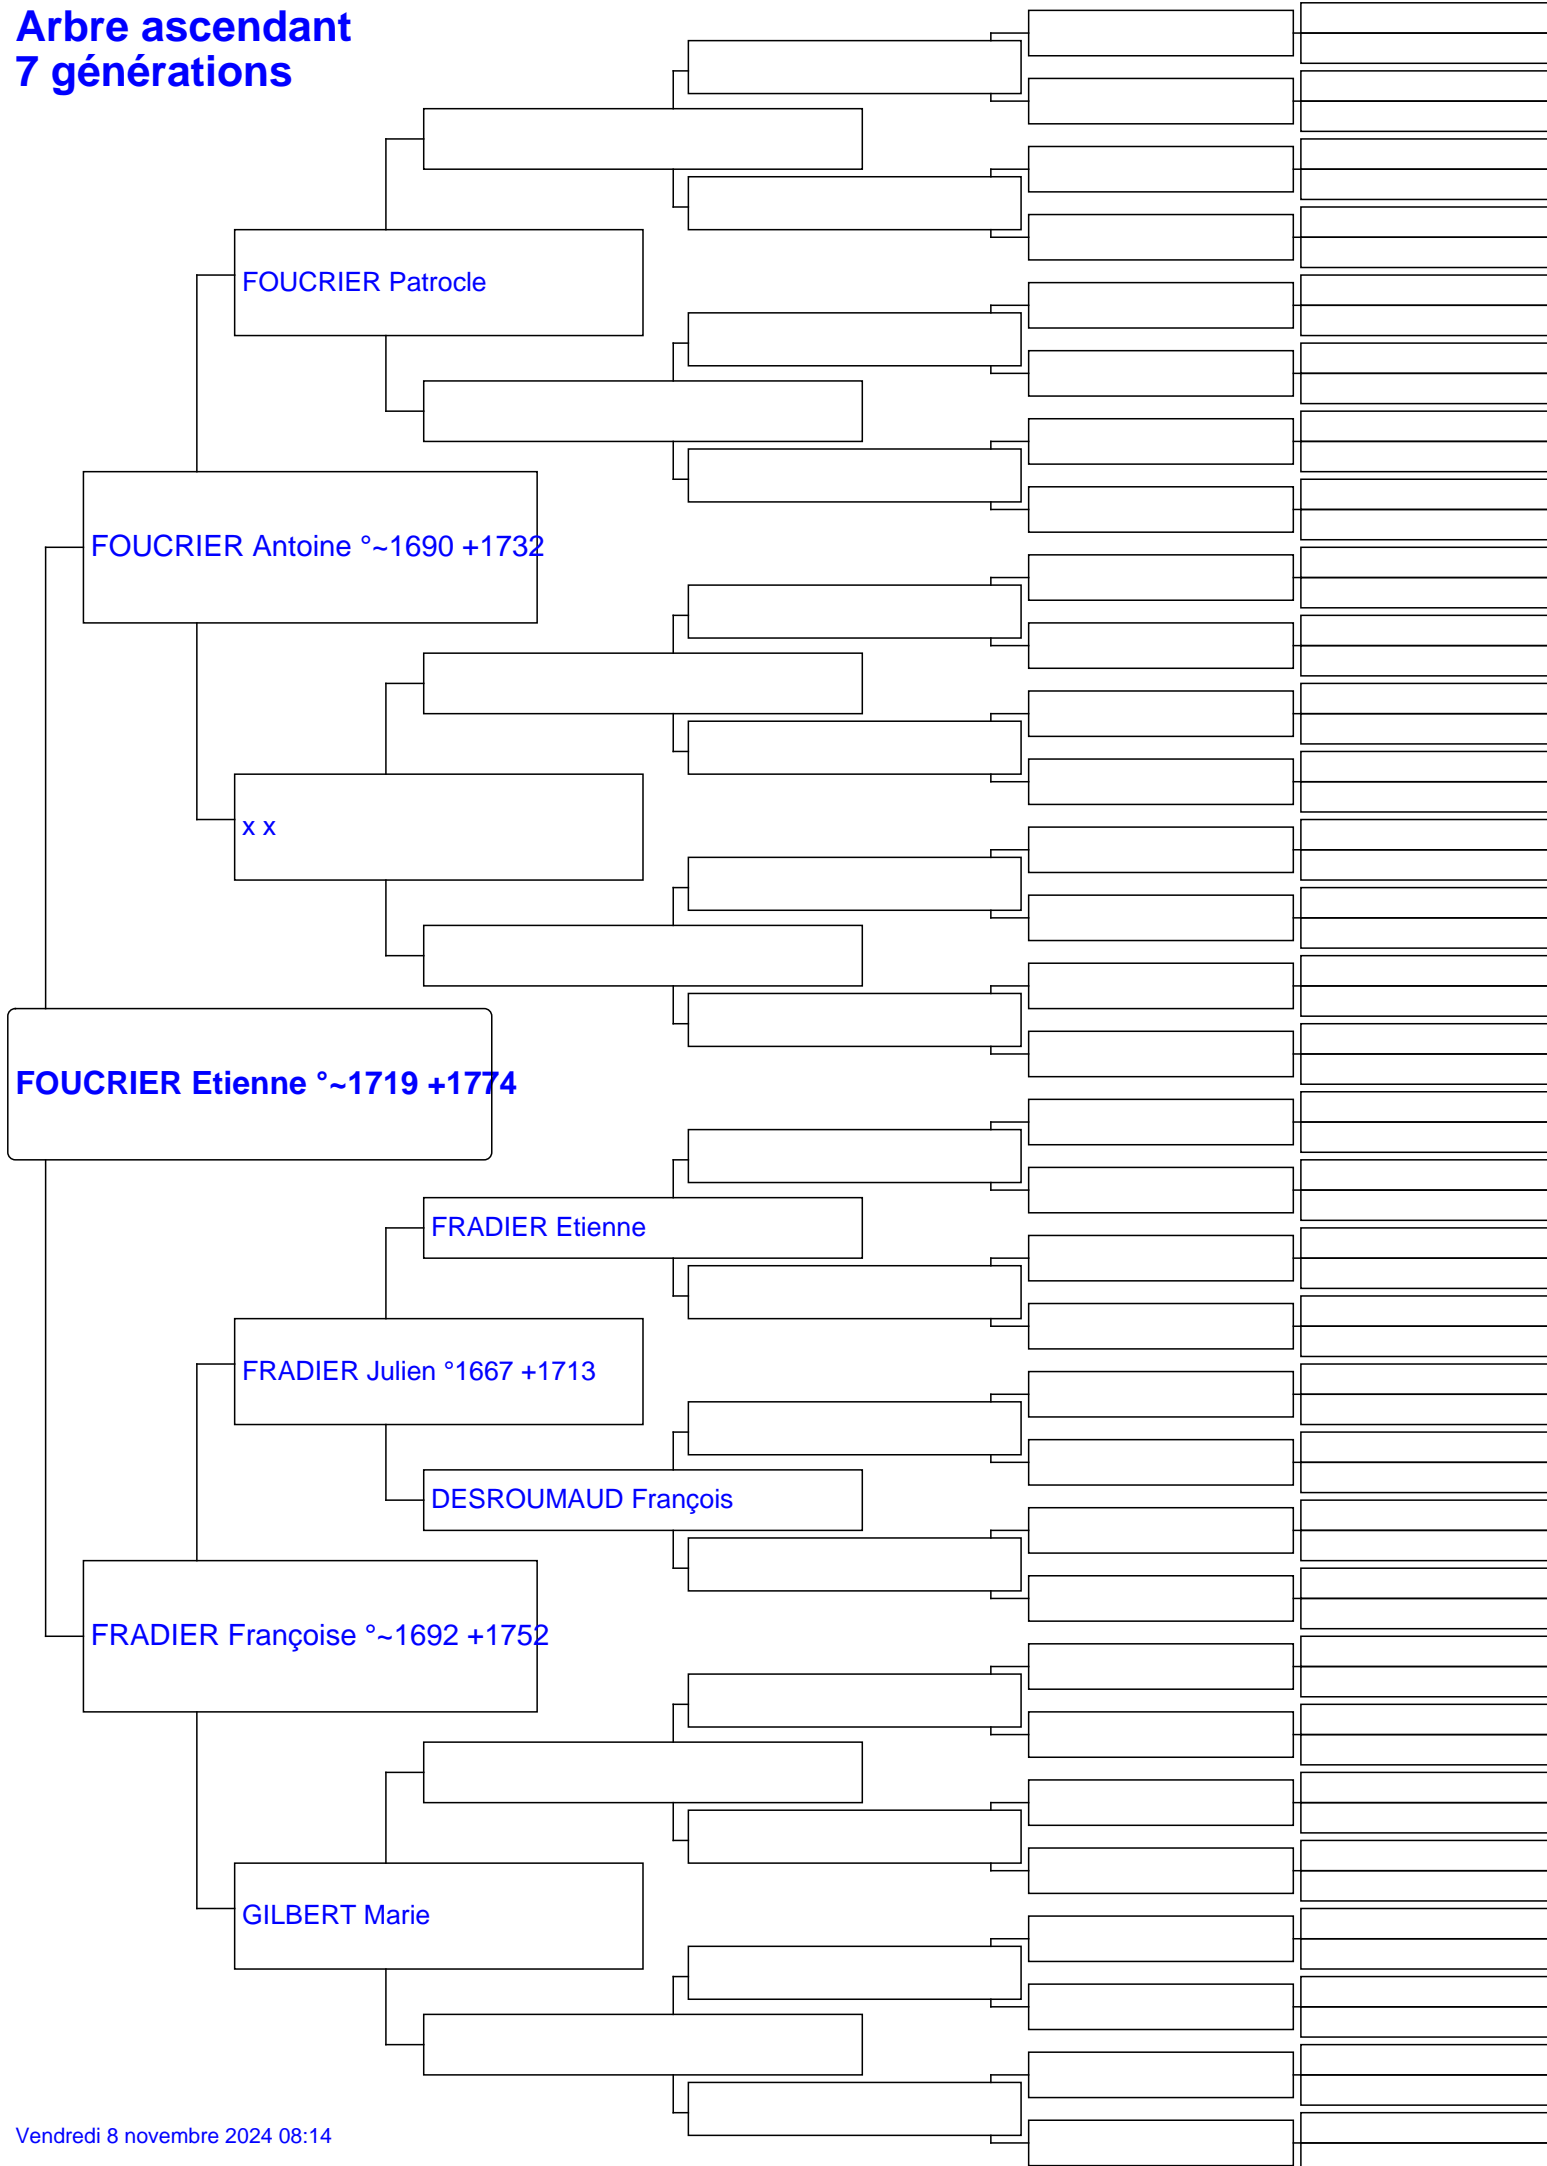 Arbre ascendant
7 générations
FOUCRIER Patrocle
FOUCRIER Antoine °~1690 +1732
x x
FOUCRIER Etienne °~1719 +1774
FRADIER Etienne
FRADIER Julien °1667 +1713
DESROUMAUD François
FRADIER Françoise °~1692 +1752
GILBERT Marie
Vendredi 8 novembre 2024 08:14